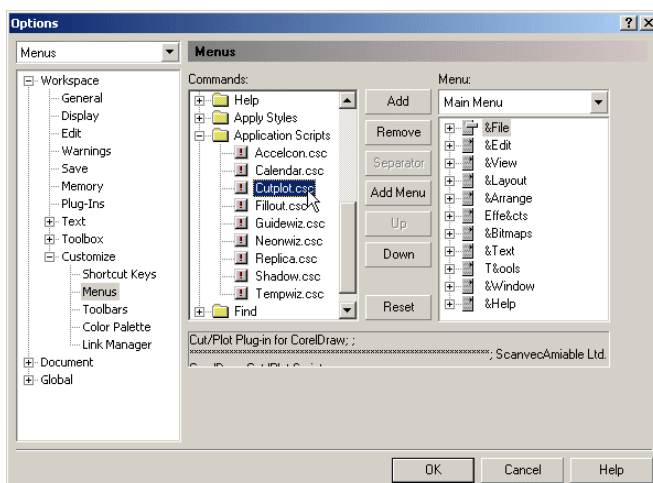 Options
Menus
Menus
Workspace
General
Display
Edit
Warnings
Save
Memory
Plug-Ins
Text
Toolbox
Customize
Shortcut Keys
Menus
Toolbars
Color Palette
Link Manager
Document
Global
Commands:
Help
Apply Styles
Application Scripts
Accelcon.csc
Calendar.csc
Cutplot.csc
Fillout.csc
Guidewiz.csc
Neonwiz.csc
Replica.csc
Shadow.csc
Tempwiz.csc
Find
Add
Remove
Separator
Add Menu
Up
Down
Reset
Menu:
Main Menu
&File
&Edit
&View
&Layout
&Arrange
Effe&cts
&Bitmaps
&Text
T&ools
&Window
&Help
Cut/Plot Plug-in for CorelDraw; ;
; ScanvecAmiable Ltd.
OK
Cancel
Help